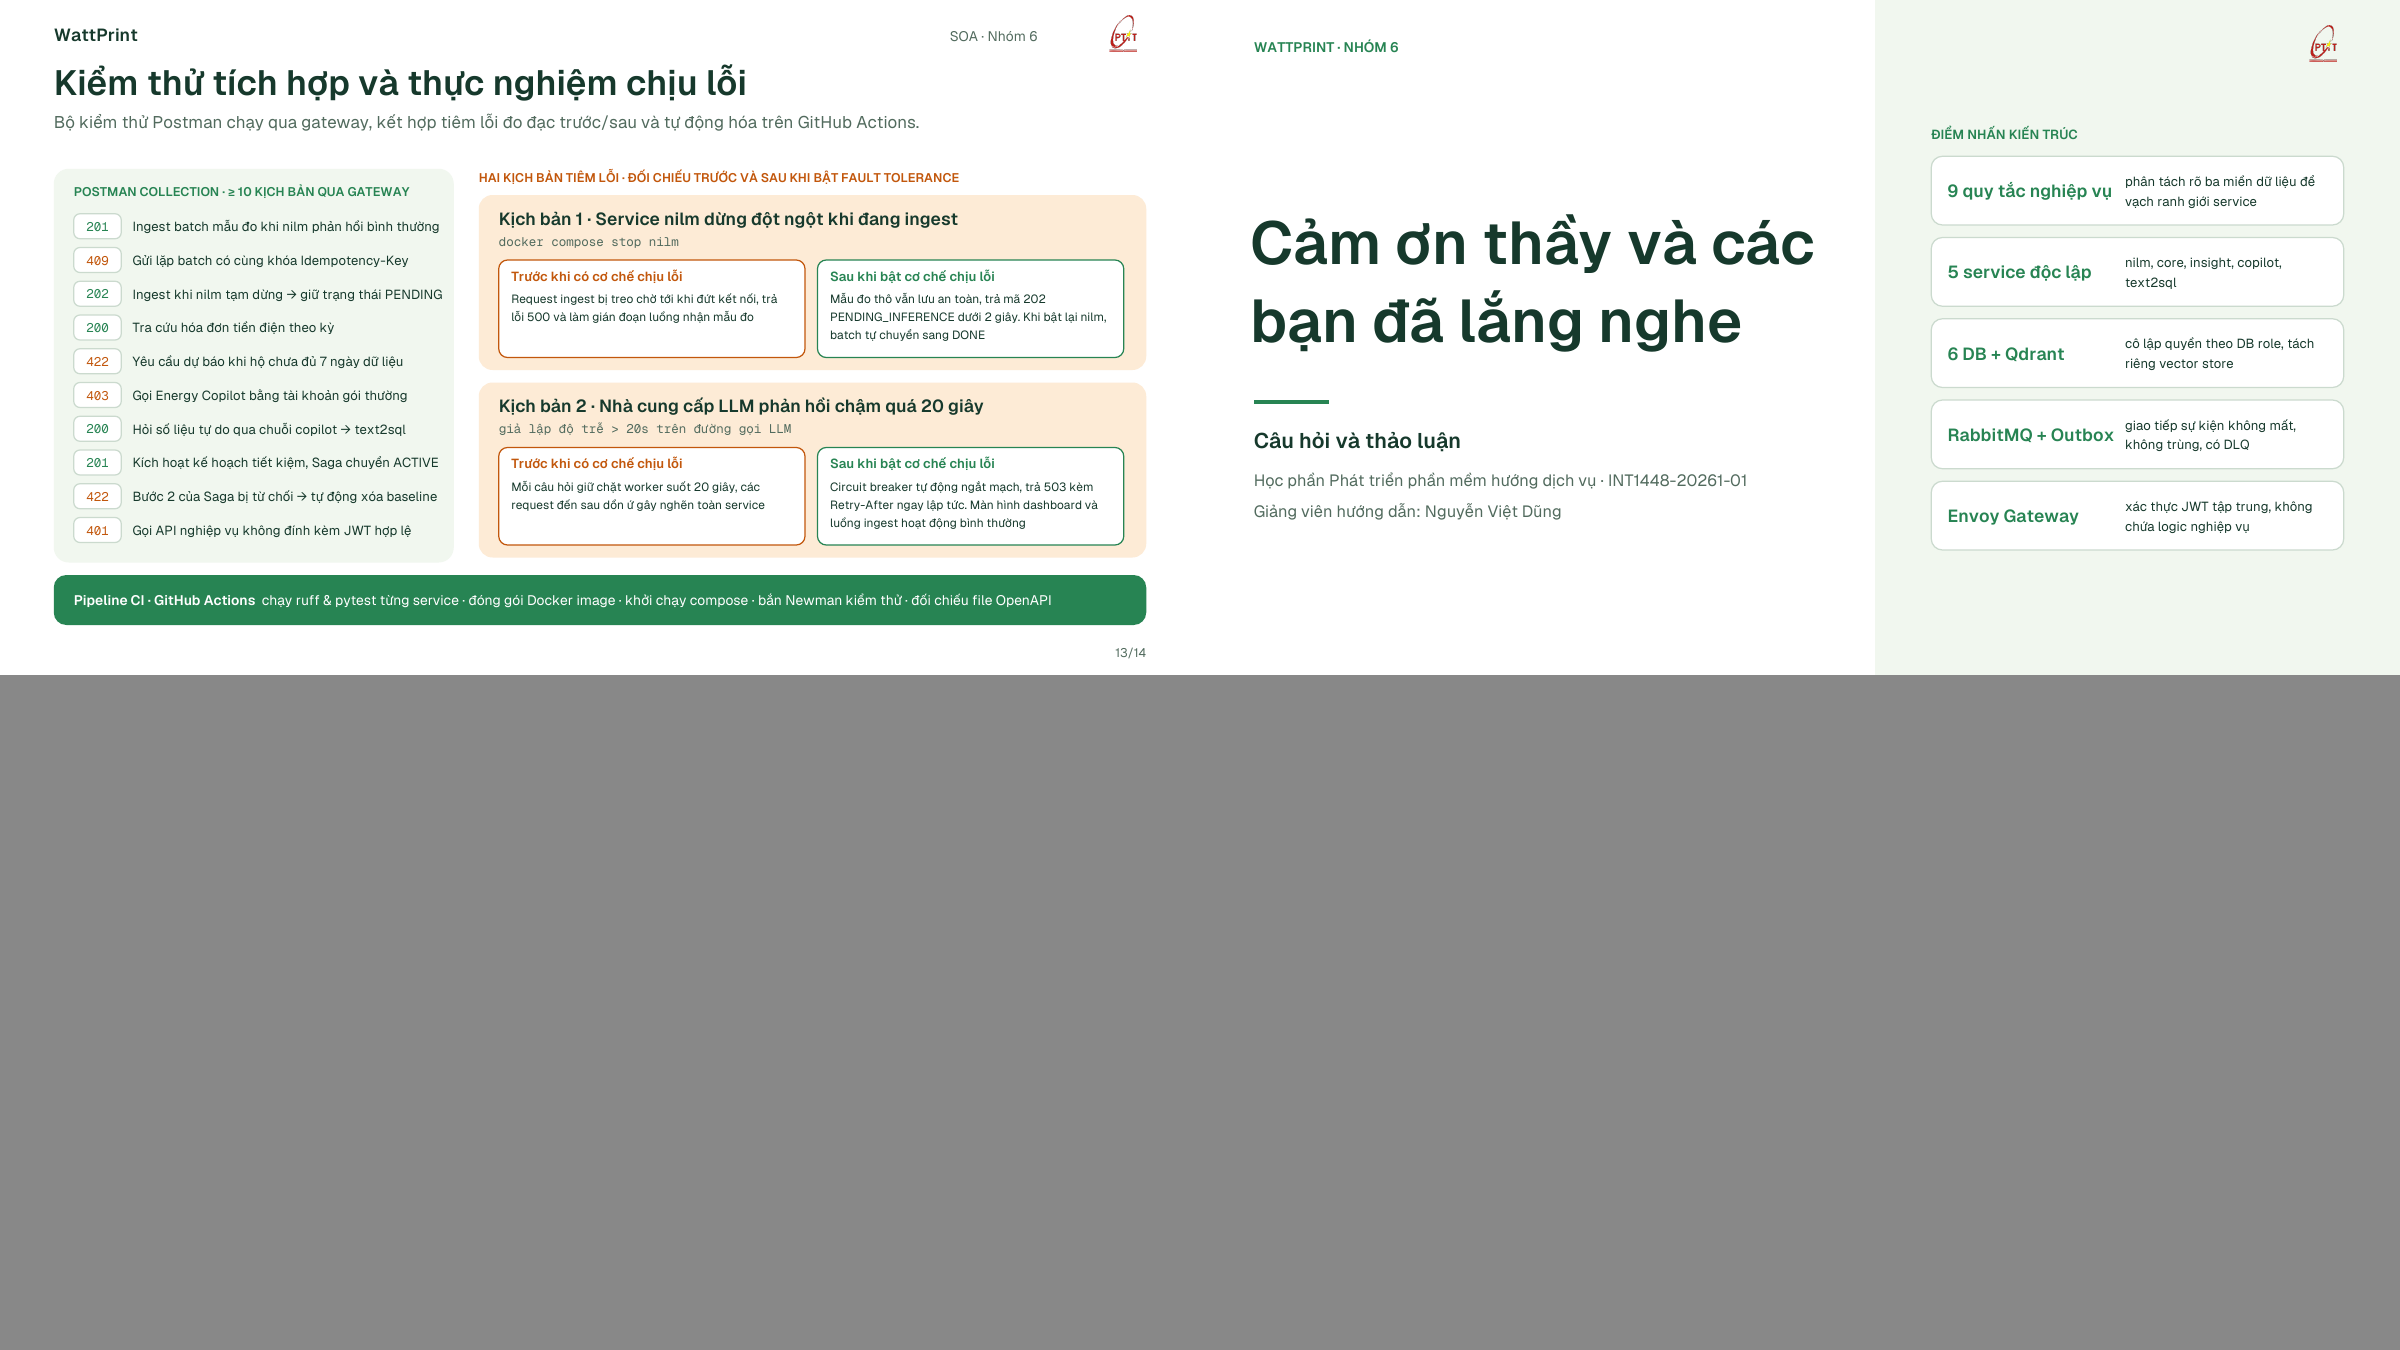 WattPrint
SOA · Nhóm 6
PTIT
Kiểm thử tích hợp và thực nghiệm chịu lỗi
Bộ kiểm thử Postman chạy qua gateway, kết hợp tiêm lỗi đo đạc trước/sau và tự động hóa trên GitHub Actions.
POSTMAN COLLECTION · ≥ 10 KỊCH BẢN QUA GATEWAY
201 Ingest batch mẫu đo khi nilm phản hồi bình thường
409 Gửi lặp batch có cùng khóa Idempotency-Key
202 Ingest khi nilm tạm dừng → giữ trạng thái PENDING
200 Tra cứu hóa đơn tiền điện theo kỳ
422 Yêu cầu dự báo khi hộ chưa đủ 7 ngày dữ liệu
403 Gọi Energy Copilot bằng tài khoản gói thường
200 Hỏi số liệu tự do qua chuỗi copilot → text2sql
201 Kích hoạt kế hoạch tiết kiệm, Saga chuyển ACTIVE
422 Bước 2 của Saga bị từ chối → tự động xóa baseline
401 Gọi API nghiệp vụ không đính kèm JWT hợp lệ
HAI KỊCH BẢN TIÊM LỖI · ĐỐI CHIẾU TRƯỚC VÀ SAU KHI BẬT FAULT TOLERANCE
Kịch bản 1 · Service nilm dừng đột ngột khi đang ingest
docker compose stop nilm
Trước khi có cơ chế chịu lỗi
Request ingest bị treo chờ tới khi đứt kết nối, trả
lỗi 500 và làm gián đoạn luồng nhận mẫu đo
Sau khi bật cơ chế chịu lỗi
Mẫu đo thô vẫn lưu an toàn, trả mã 202
PENDING_INFERENCE dưới 2 giây. Khi bật lại nilm,
batch tự chuyển sang DONE
Kịch bản 2 · Nhà cung cấp LLM phản hồi chậm quá 20 giây
giả lập độ trễ > 20s trên đường gọi LLM
Trước khi có cơ chế chịu lỗi
Mỗi câu hỏi giữ chặt worker suốt 20 giây, các
request đến sau dồn ứ gây nghẽn toàn service
Sau khi bật cơ chế chịu lỗi
Circuit breaker tự động ngắt mạch, trả 503 kèm
Retry-After ngay lập tức. Màn hình dashboard và
luồng ingest hoạt động bình thường
Pipeline CI · GitHub Actions chạy ruff & pytest từng service · đóng gói Docker image · khởi chạy compose · bắn Newman kiểm thử · đối chiếu file OpenAPI
13/14
WATTPRINT · NHÓM 6
Cảm ơn thầy và các
bạn đã lắng nghe
Câu hỏi và thảo luận
Học phần Phát triển phần mềm hướng dịch vụ · INT1448-20261-01
Giảng viên hướng dẫn: Nguyễn Việt Dũng
PTIT
ĐIỂM NHẤN KIẾN TRÚC
9 quy tắc nghiệp vụ
phân tách rõ ba miền dữ liệu để
vạch ranh giới service
5 service độc lập
nilm, core, insight, copilot,
text2sql
6 DB + Qdrant
cô lập quyền theo DB role, tách
riêng vector store
RabbitMQ + Outbox
giao tiếp sự kiện không mất,
không trùng, có DLQ
Envoy Gateway
xác thực JWT tập trung, không
chứa logic nghiệp vụ